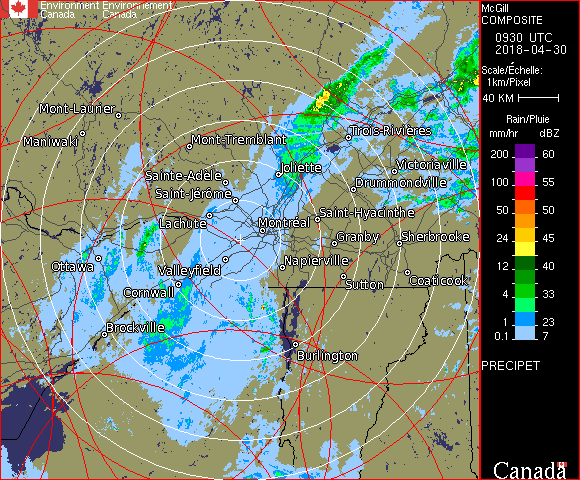 Environment Environnement
Canada Canada
McGill
COMPOSITE
0930 UTC
2018-04-30
Scale/Échelle:
1km/Pixel
40 KM
Rain/Pluie
mm/hr dBZ
200 60
100 55
50 50
24 45
12 40
4 33
1 23
0.1 7
PRECIPET
Canada
Mont-Laurier
Maniwaki
Mont-Tremblant
Trois-Rivières
Sainte-Adèle
Joliette
Victoriaville
Saint-Jérôme
Drummondville
Lachute
Montréal
Saint-Hyacinthe
Granby
Sherbrooke
Ottawa
Valleyfield
Napierville
Cornwall
Sutton
Coaticook
Brockville
Burlington